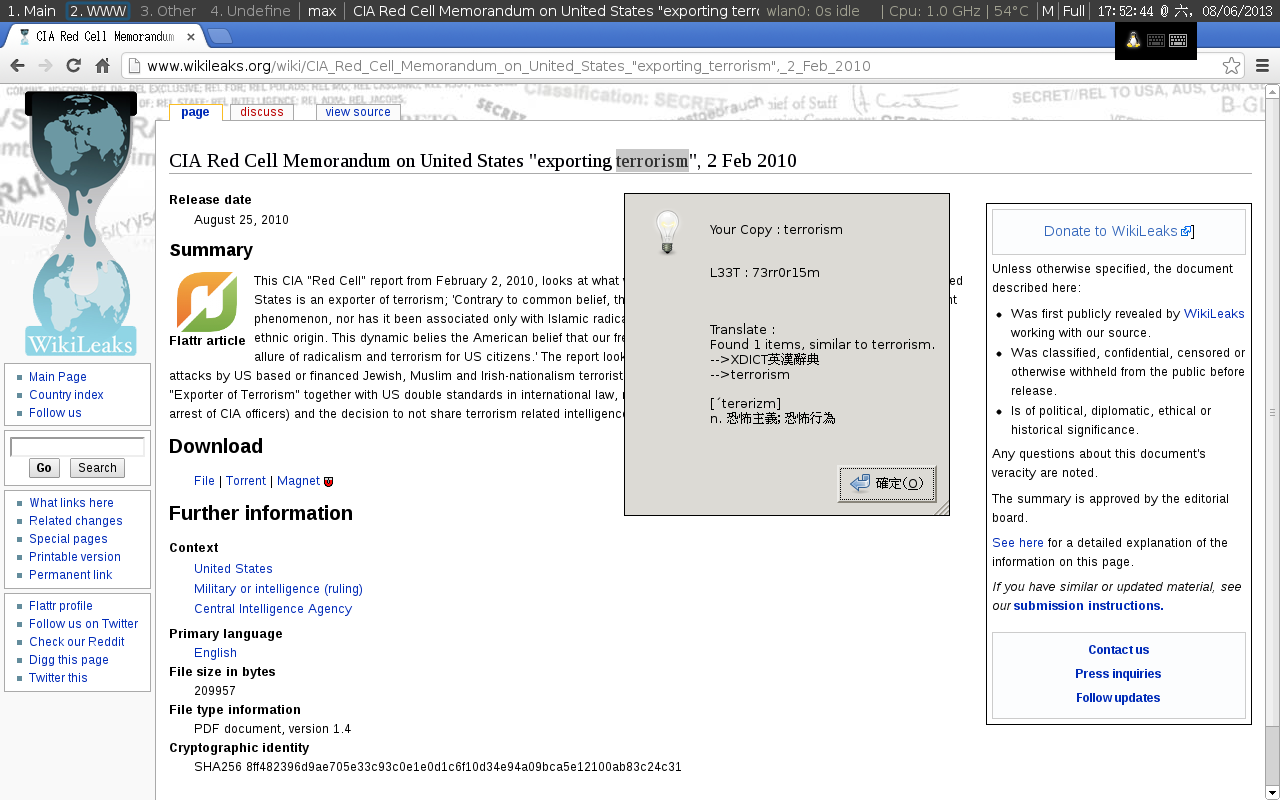 1. Main 2. WWW 3. Other 4. Undefine max CIA Red Cell Memorandum on United States "exporting terro wlan0: 0s idle | Cpu: 1.0 GHz | 54°C M Full 17:52:44 @ 六, 08/06/2013
CIA Red Cell Memorandum
www.wikileaks.org/wiki/CIA_Red_Cell_Memorandum_on_United_States_"exporting_terrorism",_2_Feb_2010
Classification: SECRET
SECRET//REL TO USA, AUS, CAN, G
page discuss view source
CIA Red Cell Memorandum on United States "exporting terrorism", 2 Feb 2010
WikiLeaks
Main Page
Country index
Follow us
Go Search
What links here
Related changes
Special pages
Printable version
Permanent link
Flattr profile
Follow us on Twitter
Check our Reddit
Digg this page
Twitter this
Release date
August 25, 2010
Summary
Flattr article
This CIA "Red Cell" report from February 2, 2010, looks at what
States is an exporter of terrorism; 'Contrary to common belief, th
phenomenon, nor has it been associated only with Islamic radica
ethnic origin. This dynamic belies the American belief that our fre
allure of radicalism and terrorism for US citizens.' The report look
attacks by US based or financed Jewish, Muslim and Irish-nationalism terrorist
"Exporter of Terrorism" together with US double standards in international law,
arrest of CIA officers) and the decision to not share terrorism related intelligence
Download
File | Torrent | Magnet
Further information
Context
United States
Military or intelligence (ruling)
Central Intelligence Agency
Primary language
English
File size in bytes
209957
File type information
PDF document, version 1.4
Cryptographic identity
SHA256 8ff482396d9ae705e33c93c0e1e0d1c6f10d34e94a09bca5e12100ab83c24c31
Your Copy : terrorism
L33T : 73rr0r15m
Translate :
Found 1 items, similar to terrorism.
-->XDICT英漢辭典
-->terrorism
[ˊterərizm]
n. 恐怖主義; 恐怖行為
確定(O)
Donate to WikiLeaks ]
Unless otherwise specified, the document
described here:
Was first publicly revealed by WikiLeaks
working with our source.
Was classified, confidential, censored or
otherwise withheld from the public before
release.
Is of political, diplomatic, ethical or
historical significance.
Any questions about this document's
veracity are noted.
The summary is approved by the editorial
board.
See here for a detailed explanation of the
information on this page.
If you have similar or updated material, see
our submission instructions.
Contact us
Press inquiries
Follow updates